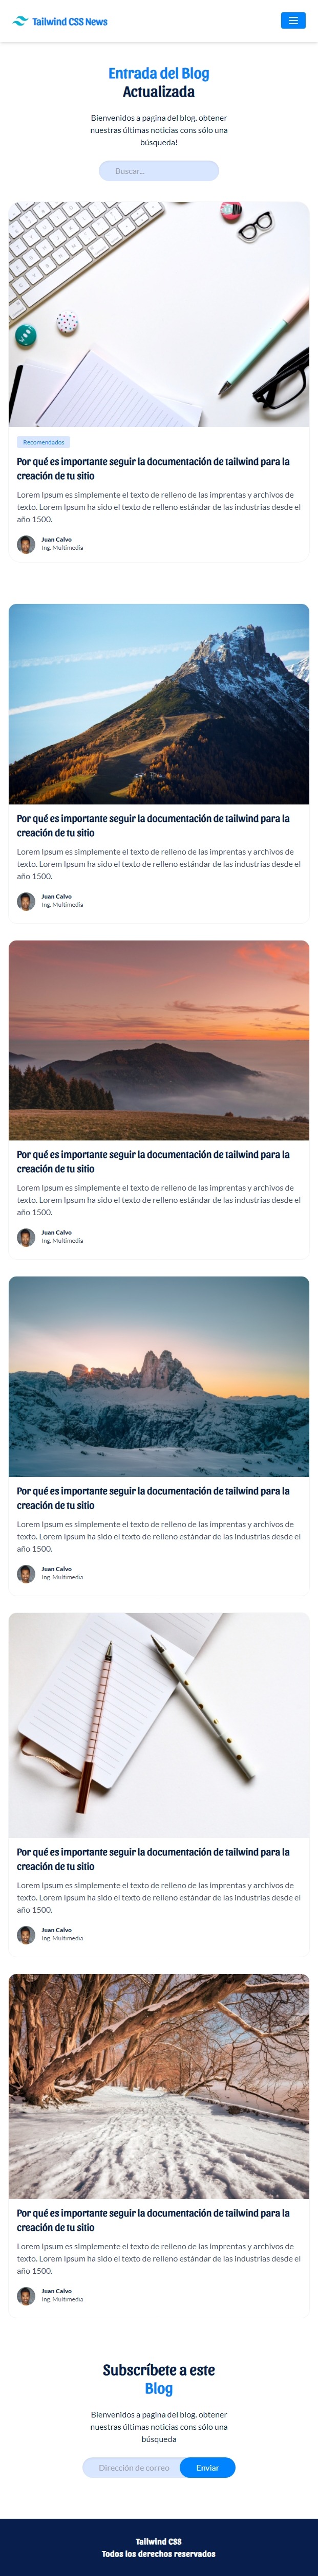 Tailwind CSS News
Entrada del Blog
Actualizada
Bienvenidos a pagina del blog, obtener
nuestras últimas noticias cons sólo una
búsqueda!
Buscar...
Recomendados
Por qué es importante seguir la documentación de tailwind para la
creación de tu sitio
Lorem Ipsum es simplemente el texto de relleno de las imprentas y archivos de
texto. Lorem Ipsum ha sido el texto de relleno estándar de las industrias desde el
año 1500.
Juan Calvo
Ing. Multimedia
Por qué es importante seguir la documentación de tailwind para la
creación de tu sitio
Lorem Ipsum es simplemente el texto de relleno de las imprentas y archivos de
texto. Lorem Ipsum ha sido el texto de relleno estándar de las industrias desde el
año 1500.
Juan Calvo
Ing. Multimedia
Por qué es importante seguir la documentación de tailwind para la
creación de tu sitio
Lorem Ipsum es simplemente el texto de relleno de las imprentas y archivos de
texto. Lorem Ipsum ha sido el texto de relleno estándar de las industrias desde el
año 1500.
Juan Calvo
Ing. Multimedia
Por qué es importante seguir la documentación de tailwind para la
creación de tu sitio
Lorem Ipsum es simplemente el texto de relleno de las imprentas y archivos de
texto. Lorem Ipsum ha sido el texto de relleno estándar de las industrias desde el
año 1500.
Juan Calvo
Ing. Multimedia
Por qué es importante seguir la documentación de tailwind para la
creación de tu sitio
Lorem Ipsum es simplemente el texto de relleno de las imprentas y archivos de
texto. Lorem Ipsum ha sido el texto de relleno estándar de las industrias desde el
año 1500.
Juan Calvo
Ing. Multimedia
Por qué es importante seguir la documentación de tailwind para la
creación de tu sitio
Lorem Ipsum es simplemente el texto de relleno de las imprentas y archivos de
texto. Lorem Ipsum ha sido el texto de relleno estándar de las industrias desde el
año 1500.
Juan Calvo
Ing. Multimedia
Subscríbete a este
Blog
Bienvenidos a pagina del blog, obtener
nuestras últimas noticias cons sólo una
búsqueda
Dirección de correo
Enviar
Tailwind CSS
Todos los derechos reservados